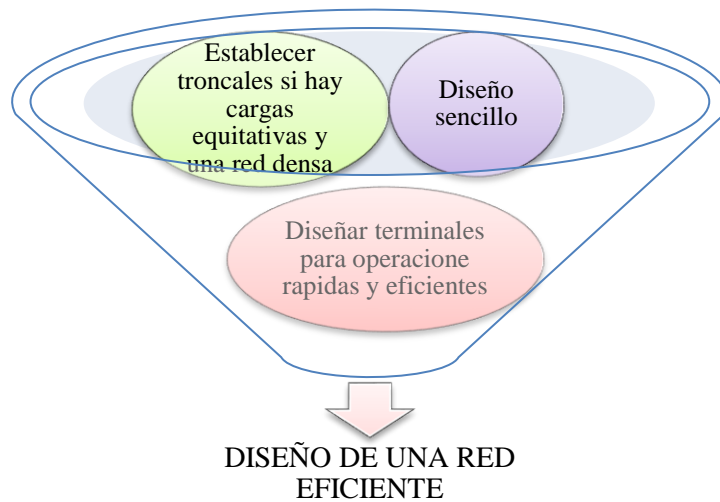 Establecer
troncales si hay
cargas
equitativas y
una red densa
Diseño
sencillo
Diseñar terminales
para operacione
rapidas y eficientes
DISEÑO DE UNA RED
EFICIENTE